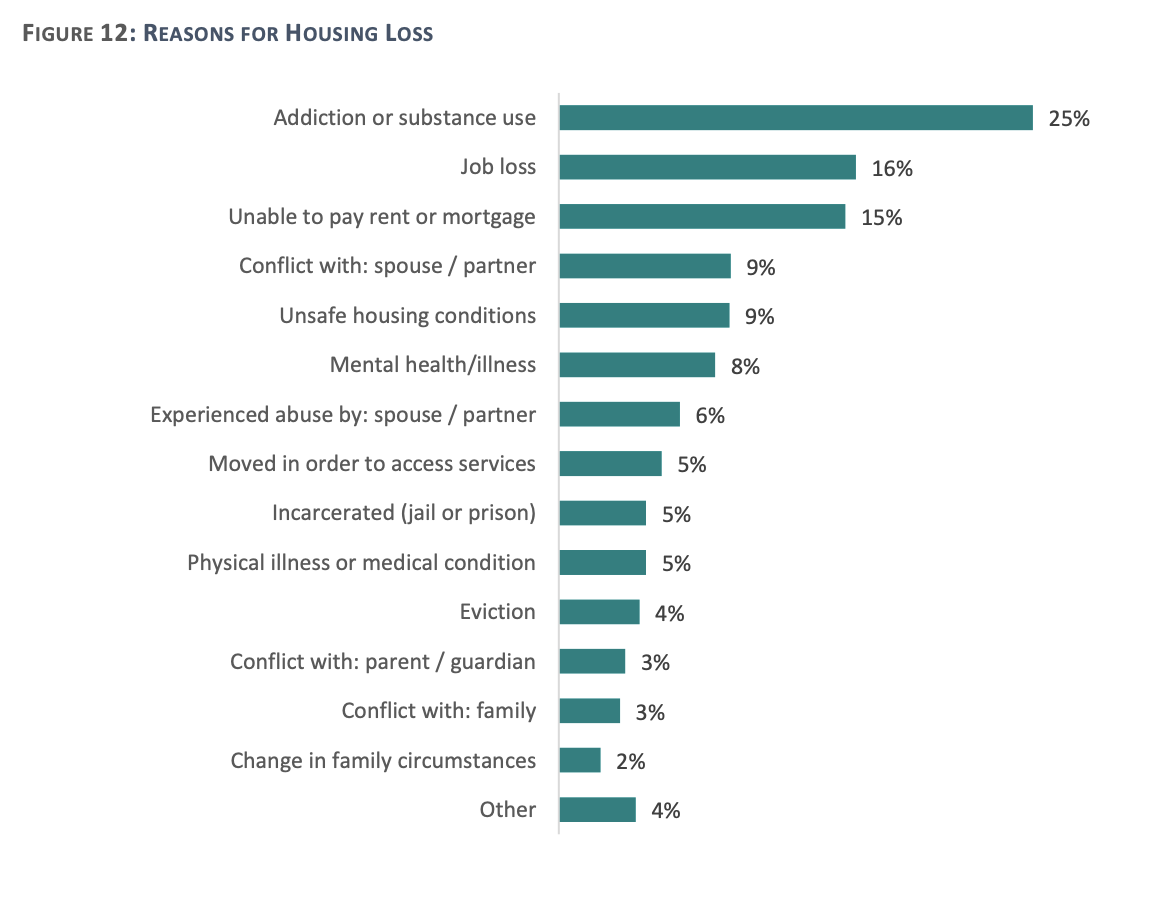 FIGURE 12: REASONS FOR HOUSING LOSS
Addiction or substance use 25%
Job loss 16%
Unable to pay rent or mortgage 15%
Conflict with: spouse / partner 9%
Unsafe housing conditions 9%
Mental health/illness 8%
Experienced abuse by: spouse / partner 6%
Moved in order to access services 5%
Incarcerated (jail or prison) 5%
Physical illness or medical condition 5%
Eviction 4%
Conflict with: parent / guardian 3%
Conflict with: family 3%
Change in family circumstances 2%
Other 4%